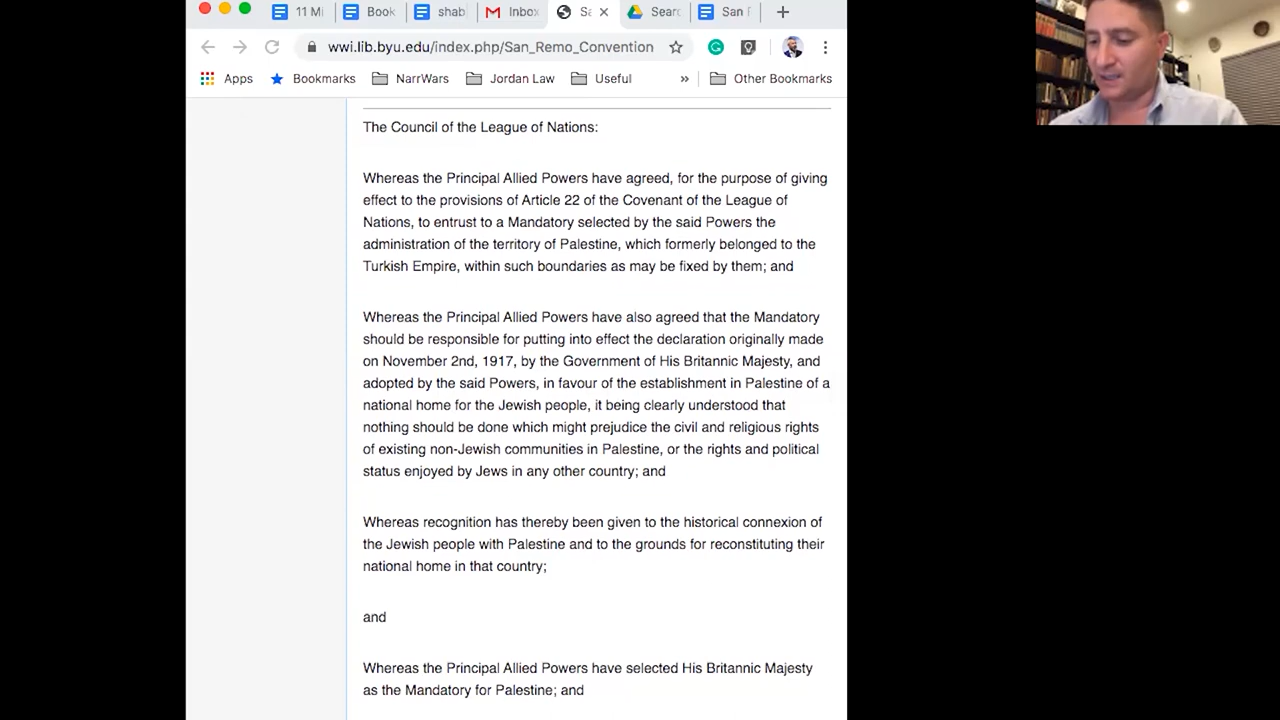 11 Mi Book shab Inbox Sa Searc San F
wwi.lib.byu.edu/index.php/San_Remo_Convention
Apps Bookmarks NarrWars Jordan Law Useful » Other Bookmarks
The Council of the League of Nations:
Whereas the Principal Allied Powers have agreed, for the purpose of giving
effect to the provisions of Article 22 of the Covenant of the League of
Nations, to entrust to a Mandatory selected by the said Powers the
administration of the territory of Palestine, which formerly belonged to the
Turkish Empire, within such boundaries as may be fixed by them; and
Whereas the Principal Allied Powers have also agreed that the Mandatory
should be responsible for putting into effect the declaration originally made
on November 2nd, 1917, by the Government of His Britannic Majesty, and
adopted by the said Powers, in favour of the establishment in Palestine of a
national home for the Jewish people, it being clearly understood that
nothing should be done which might prejudice the civil and religious rights
of existing non-Jewish communities in Palestine, or the rights and political
status enjoyed by Jews in any other country; and
Whereas recognition has thereby been given to the historical connexion of
the Jewish people with Palestine and to the grounds for reconstituting their
national home in that country;
and
Whereas the Principal Allied Powers have selected His Britannic Majesty
as the Mandatory for Palestine; and